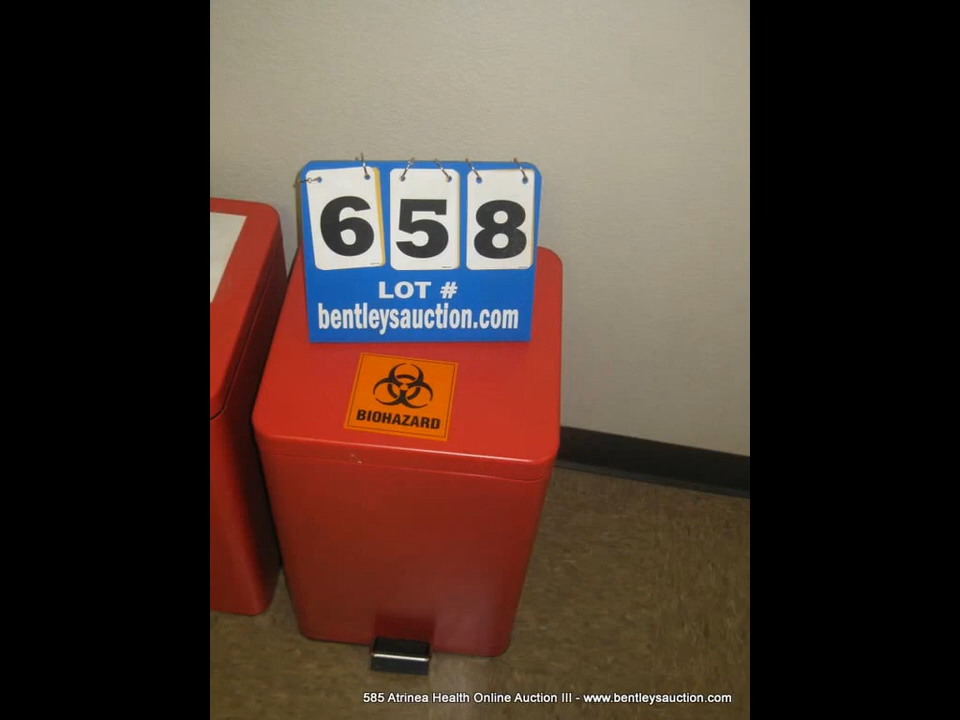 658
LOT #
bentleysauction.com
BIOHAZARD
585 Atrinea Health Online Auction III - www.bentleysauction.com